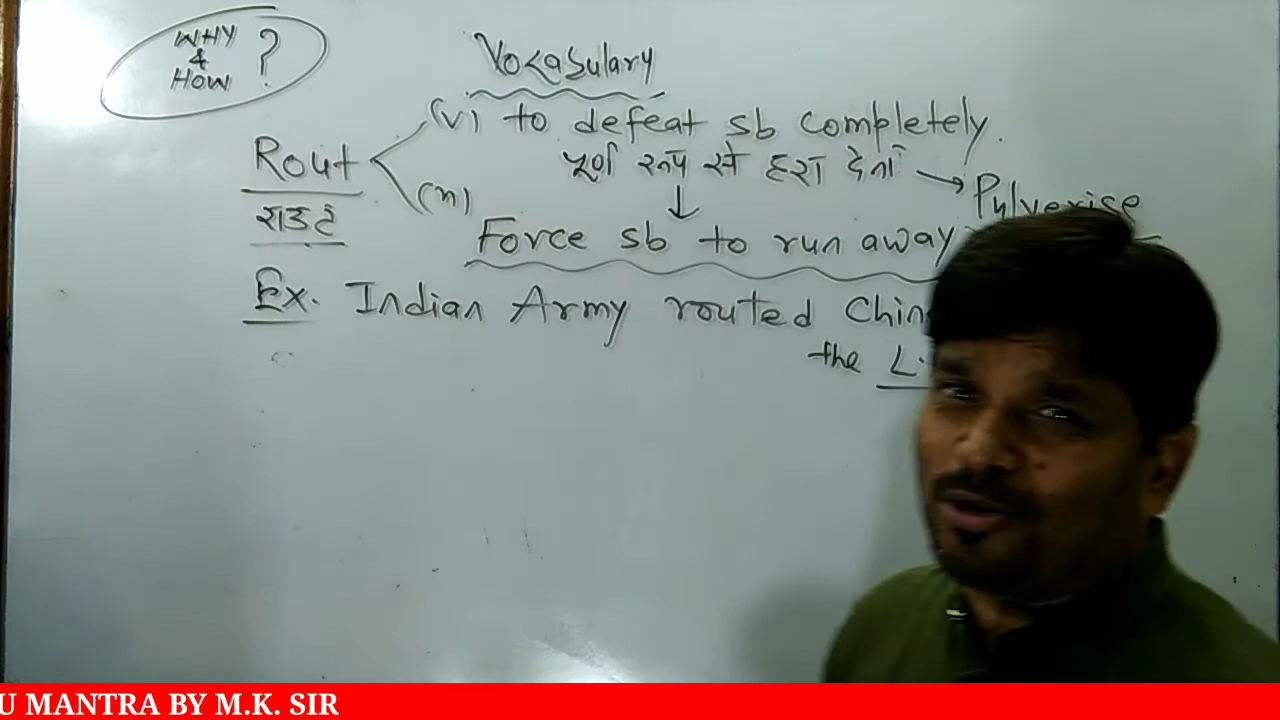 WHY
&
HOW ?
Vocabulary
(v) to defeat sb completely.
Rout
पूर्ण रूप से हरा देना → Pulverise
(n)
राउट
Force sb to run away
Ex. Indian Army routed
the
U MANTRA BY M.K. SIR